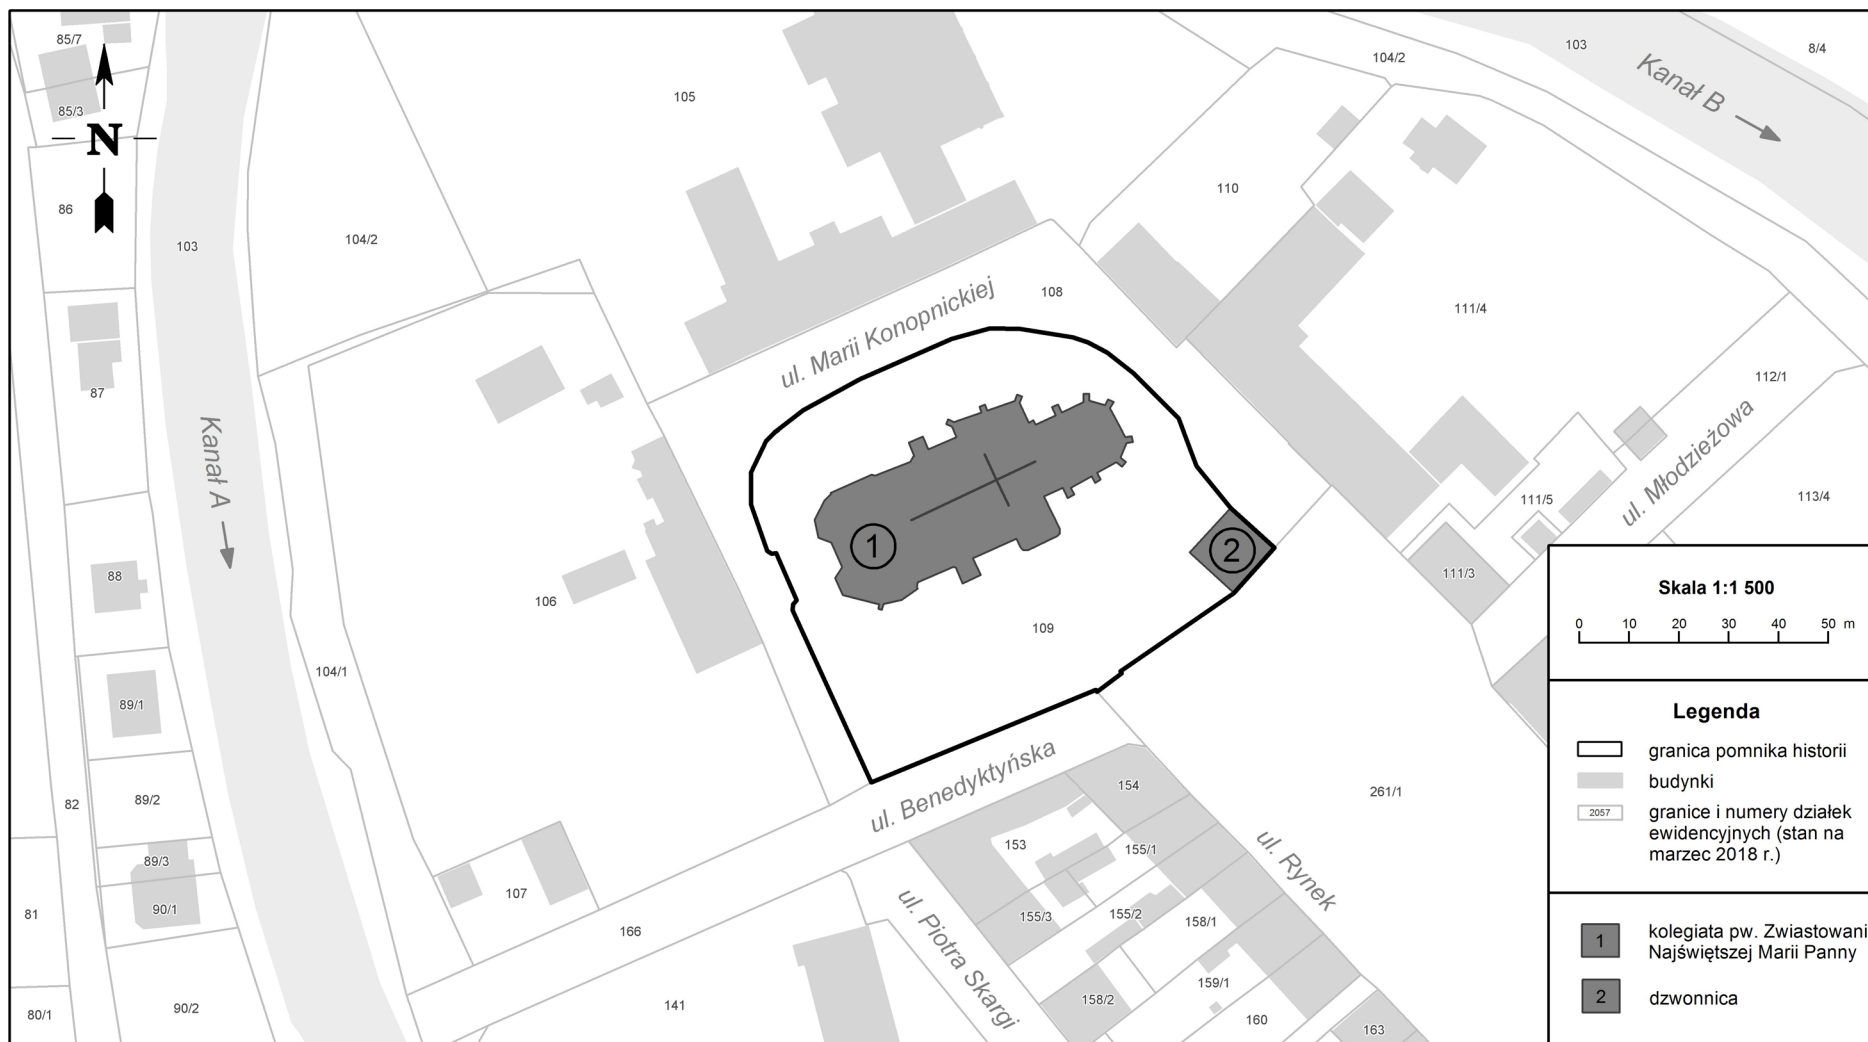 85/7
103
8/4
104/2
Kanał B
105
85/3
N
110
86
104/2
103
108
111/4
ul. Marii Konopnickiej
87
112/1
ul. Młodzieżowa
Kanał A
111/5
113/4
1
2
88
106
111/3
109
104/1
89/1
ul. Benedyktyńska
154
261/1
82
89/2
153
155/1
ul. Rynek
89/3
107
81
90/1
155/3
155/2
158/1
166
ul. Piotra Skargi
159/1
158/2
80/1
90/2
141
160
163
Skala 1:1 500
0 10 20 30 40 50 m
Legenda
granica pomnika historii
budynki
2057 granice i numery działek
ewidencyjnych (stan na
marzec 2018 r.)
1 kolegiata pw. Zwiastowani
Najświętszej Marii Panny
2 dzwonnica